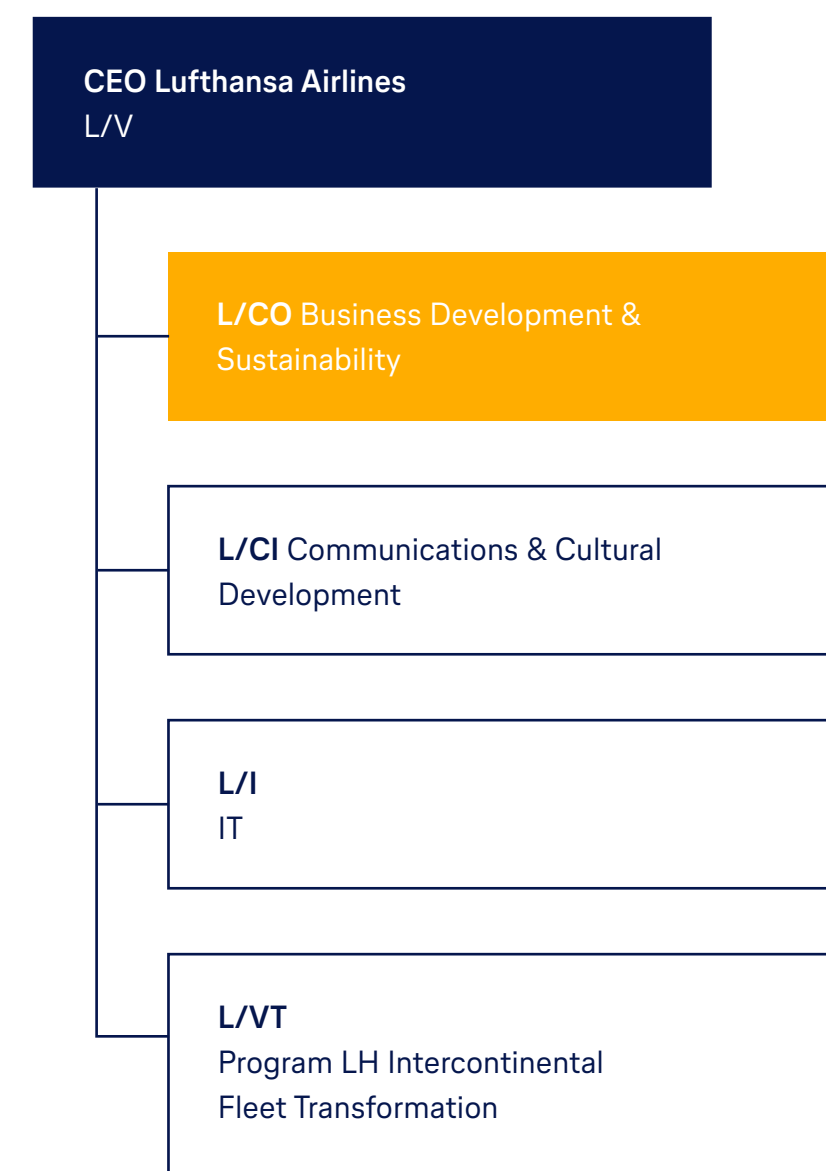 CEO Lufthansa Airlines
L/V
L/CO Business Development &
Sustainability
L/CI Communications & Cultural
Development
L/I
IT
L/VT
Program LH Intercontinental
Fleet Transformation